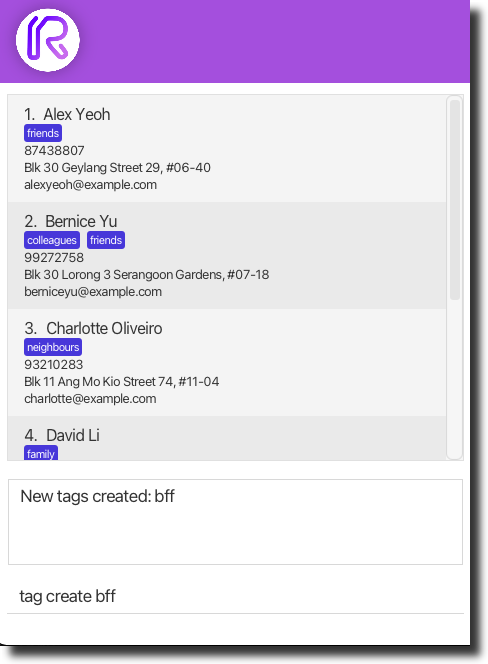 R
1. Alex Yeoh
friends
87438807
Blk 30 Geylang Street 29, #06-40
alexyeoh@example.com
2. Bernice Yu
colleagues friends
99272758
Blk 30 Lorong 3 Serangoon Gardens, #07-18
berniceyu@example.com
3. Charlotte Oliveiro
neighbours
93210283
Blk 11 Ang Mo Kio Street 74, #11-04
charlotte@example.com
4. David Li
family
New tags created: bff
tag create bff